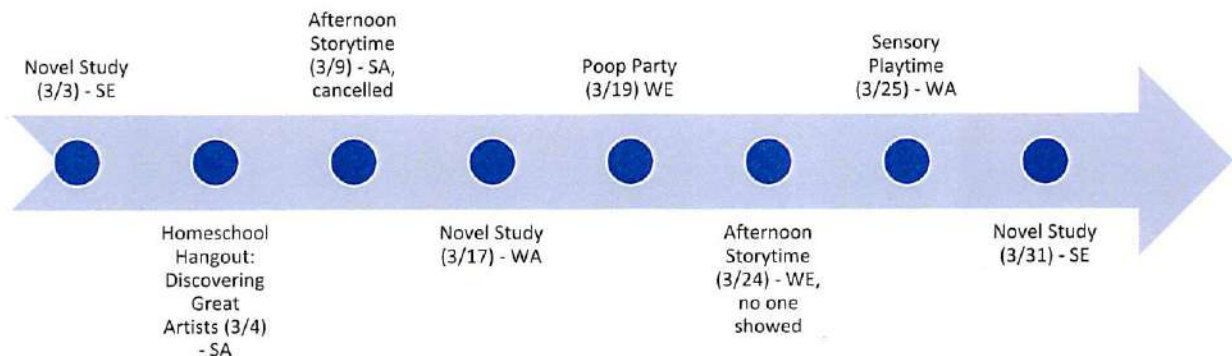 Novel Study
(3/3) - SE
Homeschool
Hangout:
Discovering
Great
Artists (3/4)
- SA
Afternoon
Storytime
(3/9) - SA,
cancelled
Novel Study
(3/17) - WA
Poop Party
(3/19) WE
Afternoon
Storytime
(3/24) - WE,
no one
showed
Sensory
Playtime
(3/25) - WA
Novel Study
(3/31) - SE